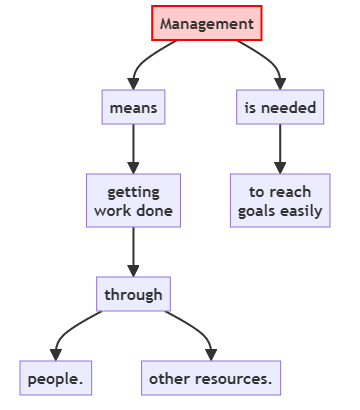 Management
means
is needed
getting
work done
to reach
goals easily
through
people.
other resources.